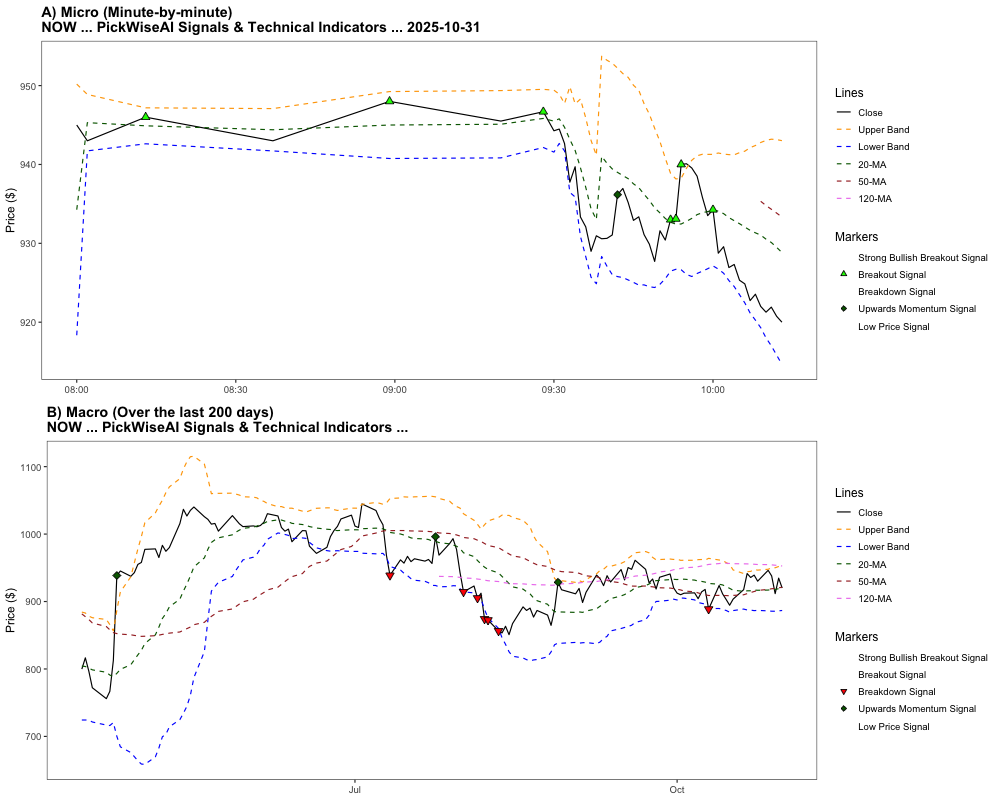 A) Micro (Minute-by-minute)
NOW ... PickWiseAI Signals & Technical Indicators ... 2025-10-31
Price ($)
950
940
930
920
08:00
08:30
09:00
09:30
10:00
Lines
Close
Upper Band
Lower Band
20-MA
50-MA
120-MA
Markers
Strong Bullish Breakout Signal
Breakout Signal
Breakdown Signal
Upwards Momentum Signal
Low Price Signal
B) Macro (Over the last 200 days)
NOW ... PickWiseAI Signals & Technical Indicators ...
Price ($)
1100
1000
900
800
700
Jul
Oct
Lines
Close
Upper Band
Lower Band
20-MA
50-MA
120-MA
Markers
Strong Bullish Breakout Signal
Breakout Signal
Breakdown Signal
Upwards Momentum Signal
Low Price Signal